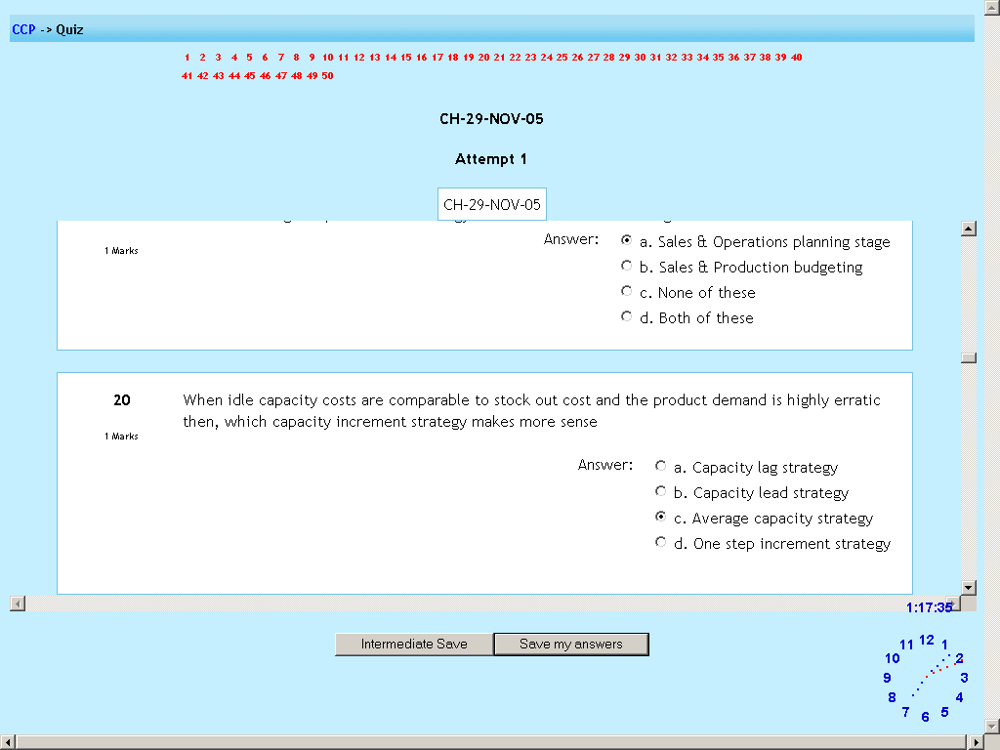 CCP -> Quiz
1 2 3 4 5 6 7 8 9 10 11 12 13 14 15 16 17 18 19 20 21 22 23 24 25 26 27 28 29 30 31 32 33 34 35 36 37 38 39 40
41 42 43 44 45 46 47 48 49 50
CH-29-NOV-05
Attempt 1
CH-29-NOV-05
Answer: a. Sales & Operations planning stage
1 Marks
b. Sales & Production budgeting
c. None of these
d. Both of these
20 When idle capacity costs are comparable to stock out cost and the product demand is highly erratic
then, which capacity increment strategy makes more sense
1 Marks
Answer: a. Capacity lag strategy
b. Capacity lead strategy
c. Average capacity strategy
d. One step increment strategy
1:17:35
Intermediate Save Save my answers
12
11 1
10 2
9 3
8 4
7 5
6